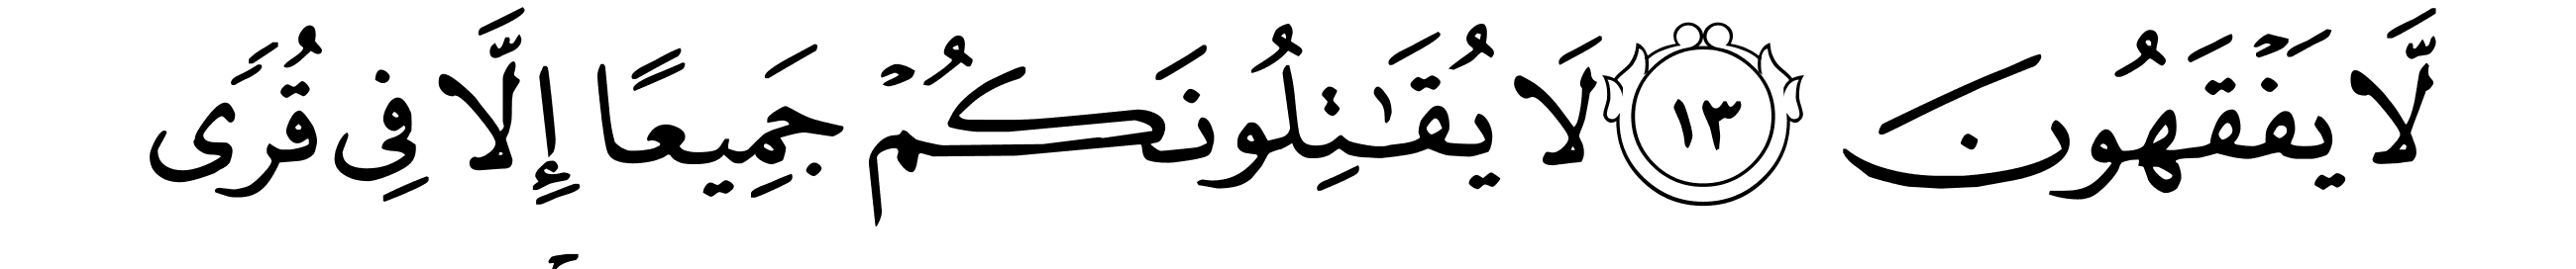 لَّا يَفۡقَهُونَ ١٣ لَا يُقَٰتِلُونَكُمۡ جَمِيعًا إِلَّا فِي قُرٗى